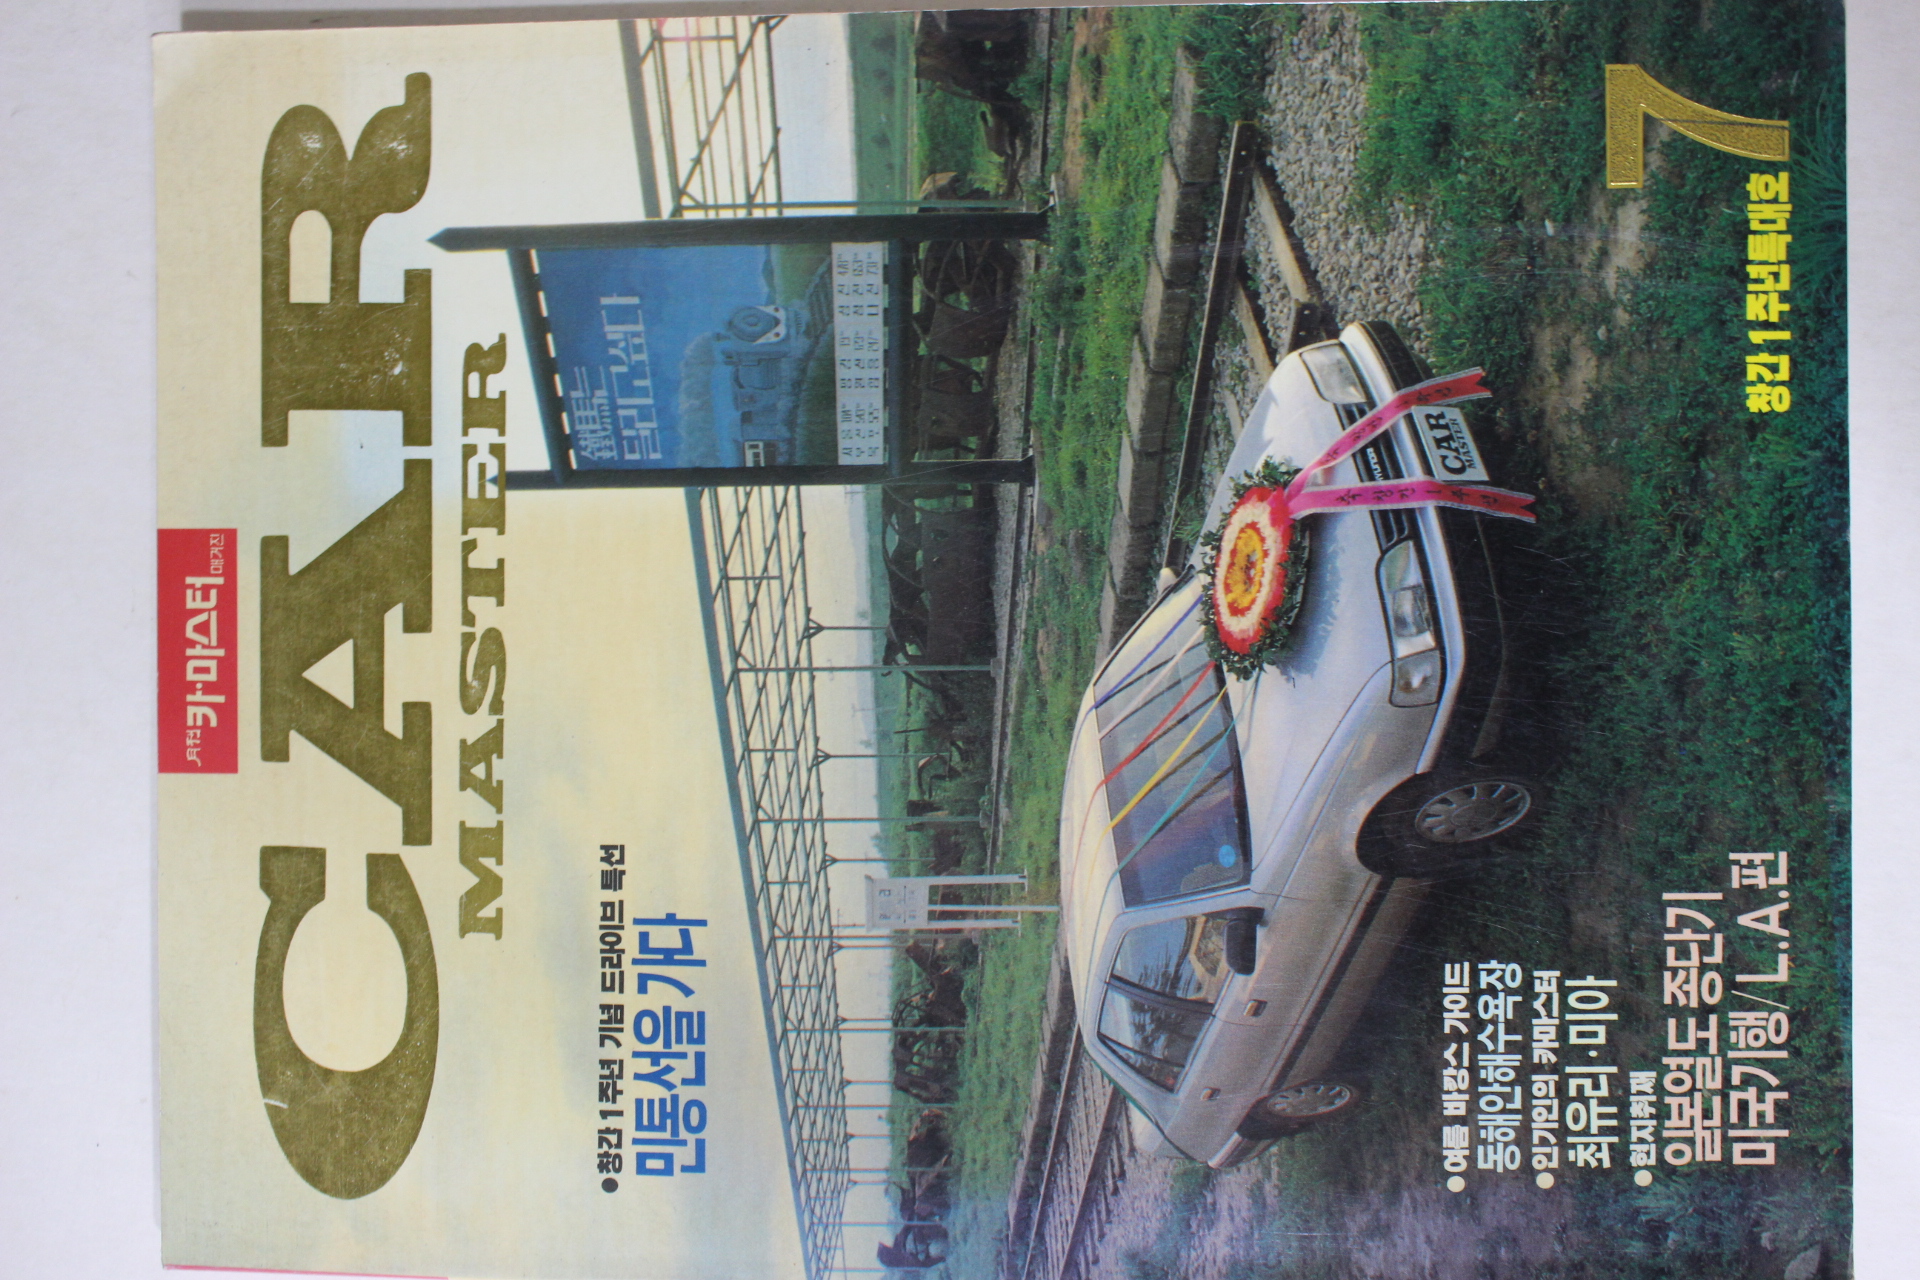 月刊 카·마스터 매거진
CAR
MASTER
●창간 1주년 기념 드라이브 특선
민통선을 가다
철마는
달리고 싶다
HYUNDAI
CAR
MASTER
●여름 바캉스 가이드
동해안해수욕장
●인기인의 카마스터
최유리·미아
●현지취재
일본열도 종단기
미국기행/L.A.편
7
창간 1주년특대호